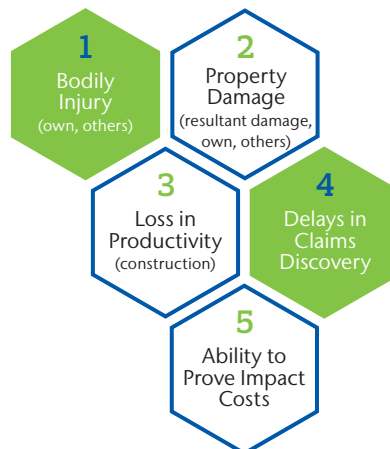 1
Bodily
Injury
(own, others)
2
Property
Damage
(resultant damage,
own, others)
3
Loss in
Productivity
(construction)
4
Delays in
Claims
Discovery
5
Ability to
Prove Impact
Costs